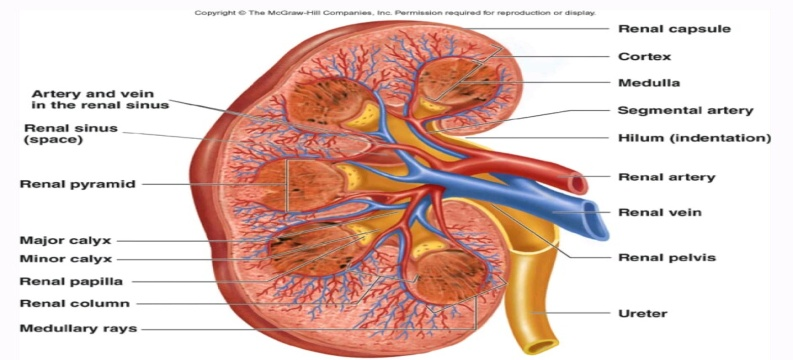 Copyright © The McGraw-Hill Companies, Inc. Permission required for reproduction or display.
Renal capsule
Cortex
Medulla
Segmental artery
Hilum (indentation)
Renal artery
Renal vein
Renal pelvis
Ureter
Artery and vein
in the renal sinus
Renal sinus
(space)
Renal pyramid
Major calyx
Minor calyx
Renal papilla
Renal column
Medullary rays